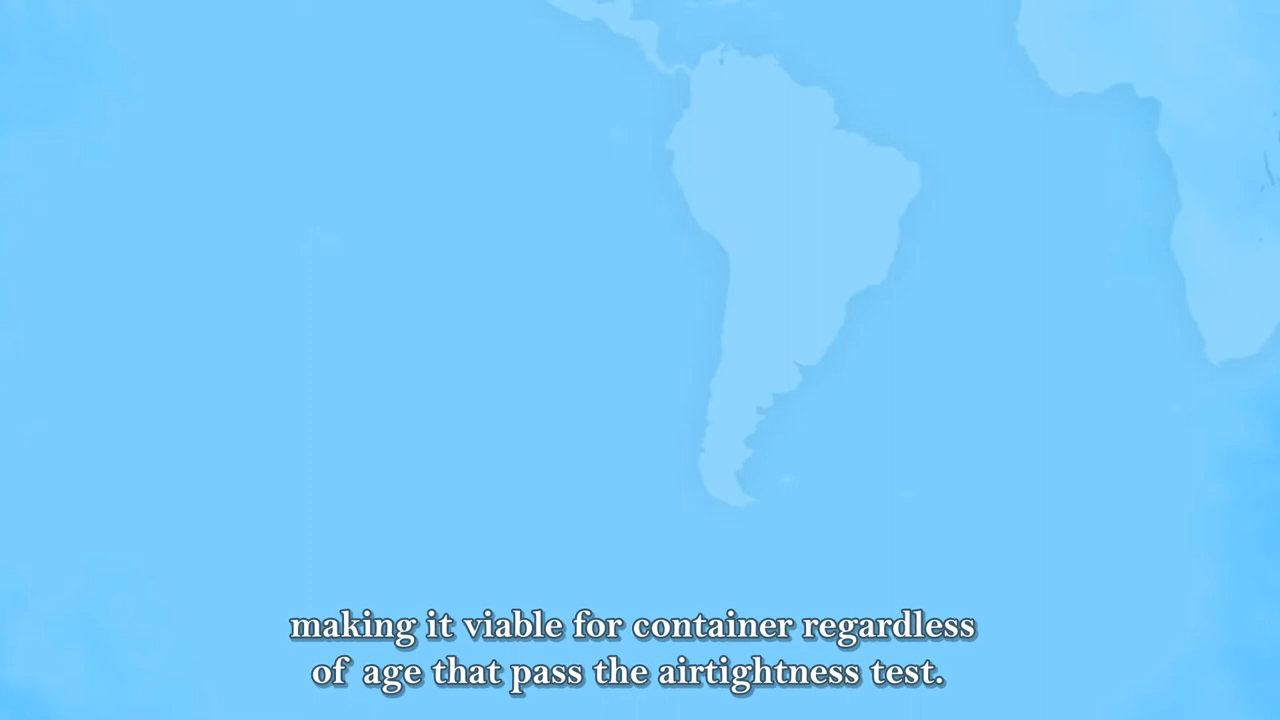 making it viable for container regardless
of age that pass the airtightness test.